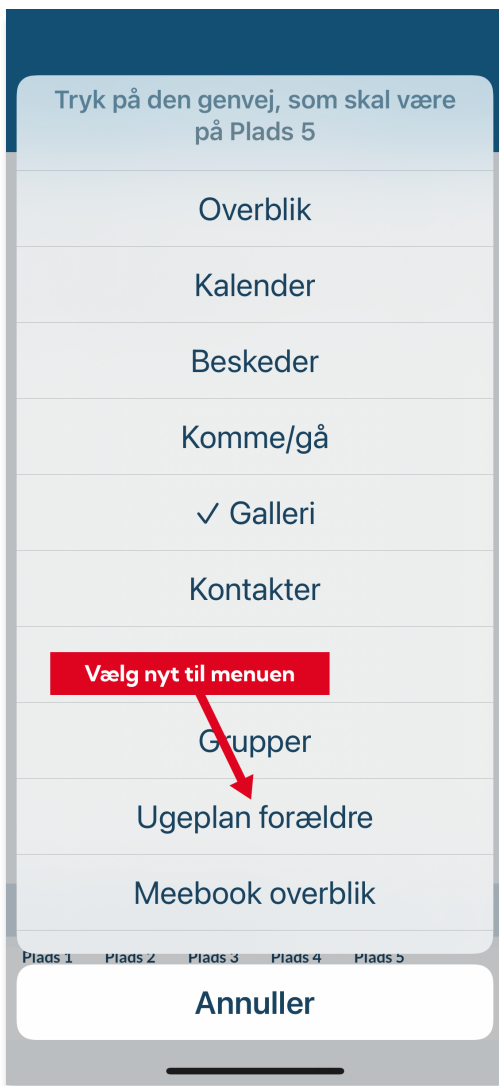 Tryk på den genvej, som skal være
på Plads 5
Overblik
Kalender
Beskeder
Komme/gå
✓ Galleri
Kontakter
Vælg nyt til menuen
Grupper
Ugeplan forældre
Meebook overblik
Plads 1 Plads 2 Plads 3 Plads 4 Plads 5
Annuller